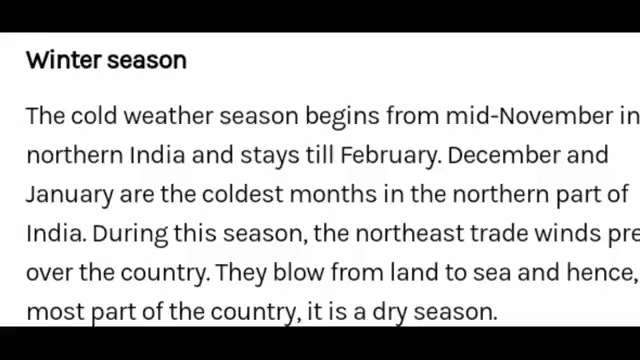 Winter season
The cold weather season begins from mid-November in
northern India and stays till February. December and
January are the coldest months in the northern part of
India. During this season, the northeast trade winds pre
over the country. They blow from land to sea and hence,
most part of the country, it is a dry season.